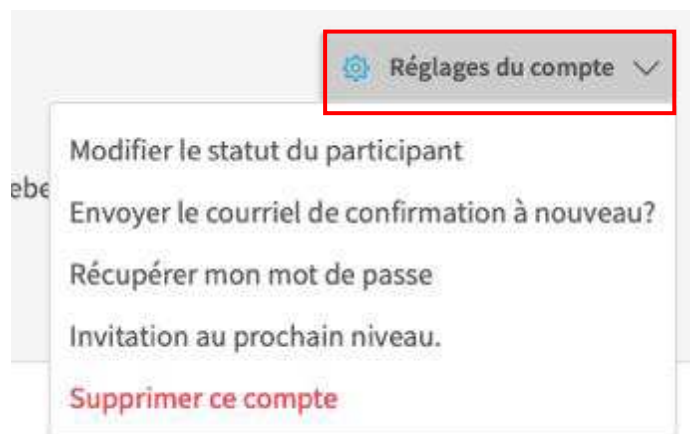 Réglages du compte
Modifier le statut du participant
ebe
Envoyer le courriel de confirmation à nouveau?
Récupérer mon mot de passe
Invitation au prochain niveau.
Supprimer ce compte